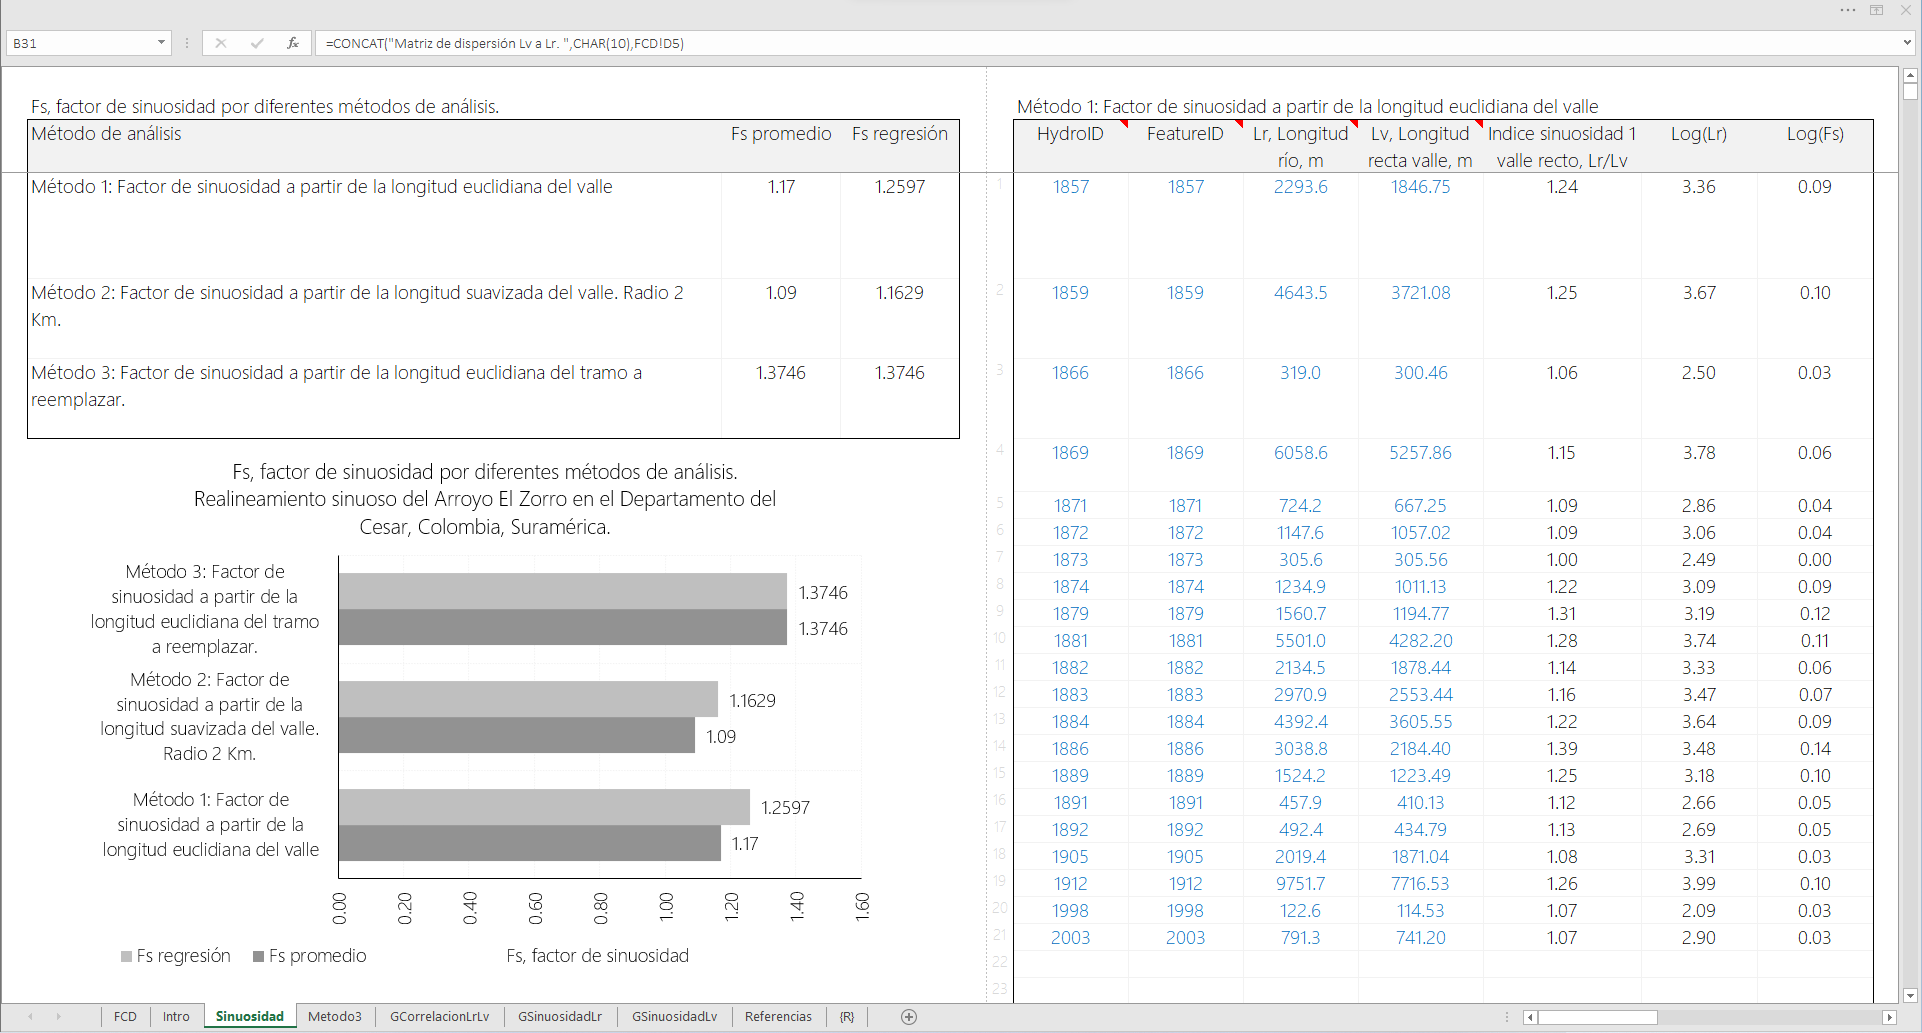 B31
fx
=CONCAT("Matriz de dispersión Lv a Lr. ",CHAR(10),FCD!D5)
Fs, factor de sinuosidad por diferentes métodos de análisis.
Método de análisis Fs promedio Fs regresión
Método 1: Factor de sinuosidad a partir de la longitud euclidiana del valle 1.17 1.2597
Método 2: Factor de sinuosidad a partir de la longitud suavizada del valle. Radio 2 1.09 1.1629
Km.
Método 3: Factor de sinuosidad a partir de la longitud euclidiana del tramo a 1.3746 1.3746
reemplazar.
Fs, factor de sinuosidad por diferentes métodos de análisis.
Realineamiento sinuoso del Arroyo El Zorro en el Departamento del
Cesar, Colombia, Suramérica.
Método 3: Factor de
sinuosidad a partir de la
longitud euclidiana del tramo
a reemplazar.
1.3746
1.3746
Método 2: Factor de
sinuosidad a partir de la
longitud suavizada del valle.
Radio 2 Km.
1.1629
1.09
Método 1: Factor de
sinuosidad a partir de la
longitud euclidiana del valle
1.2597
1.17
0.00 0.20 0.40 0.60 0.80 1.00 1.20 1.40 1.60
Fs regresión Fs promedio Fs, factor de sinuosidad
Método 1: Factor de sinuosidad a partir de la longitud euclidiana del valle
HydroID FeatureID Lr, Longitud Lv, Longitud Indice sinuosidad 1 Log(Lr) Log(Fs)
río, m recta valle, m valle recto, Lr/Lv
1 1857 1857 2293.6 1846.75 1.24 3.36 0.09
2 1859 1859 4643.5 3721.08 1.25 3.67 0.10
3 1866 1866 319.0 300.46 1.06 2.50 0.03
4 1869 1869 6058.6 5257.86 1.15 3.78 0.06
5 1871 1871 724.2 667.25 1.09 2.86 0.04
6 1872 1872 1147.6 1057.02 1.09 3.06 0.04
7 1873 1873 305.6 305.56 1.00 2.49 0.00
8 1874 1874 1234.9 1011.13 1.22 3.09 0.09
9 1879 1879 1560.7 1194.77 1.31 3.19 0.12
10 1881 1881 5501.0 4282.20 1.28 3.74 0.11
11 1882 1882 2134.5 1878.44 1.14 3.33 0.06
12 1883 1883 2970.9 2553.44 1.16 3.47 0.07
13 1884 1884 4392.4 3605.55 1.22 3.64 0.09
14 1886 1886 3038.8 2184.40 1.39 3.48 0.14
15 1889 1889 1524.2 1223.49 1.25 3.18 0.10
16 1891 1891 457.9 410.13 1.12 2.66 0.05
17 1892 1892 492.4 434.79 1.13 2.69 0.05
18 1905 1905 2019.4 1871.04 1.08 3.31 0.03
19 1912 1912 9751.7 7716.53 1.26 3.99 0.10
20 1998 1998 122.6 114.53 1.07 2.09 0.03
21 2003 2003 791.3 741.20 1.07 2.90 0.03
22
23
FCD Intro Sinuosidad Metodo3 GCorrelacionLrLv GSinuosidadLr GSinuosidadLv Referencias {R}